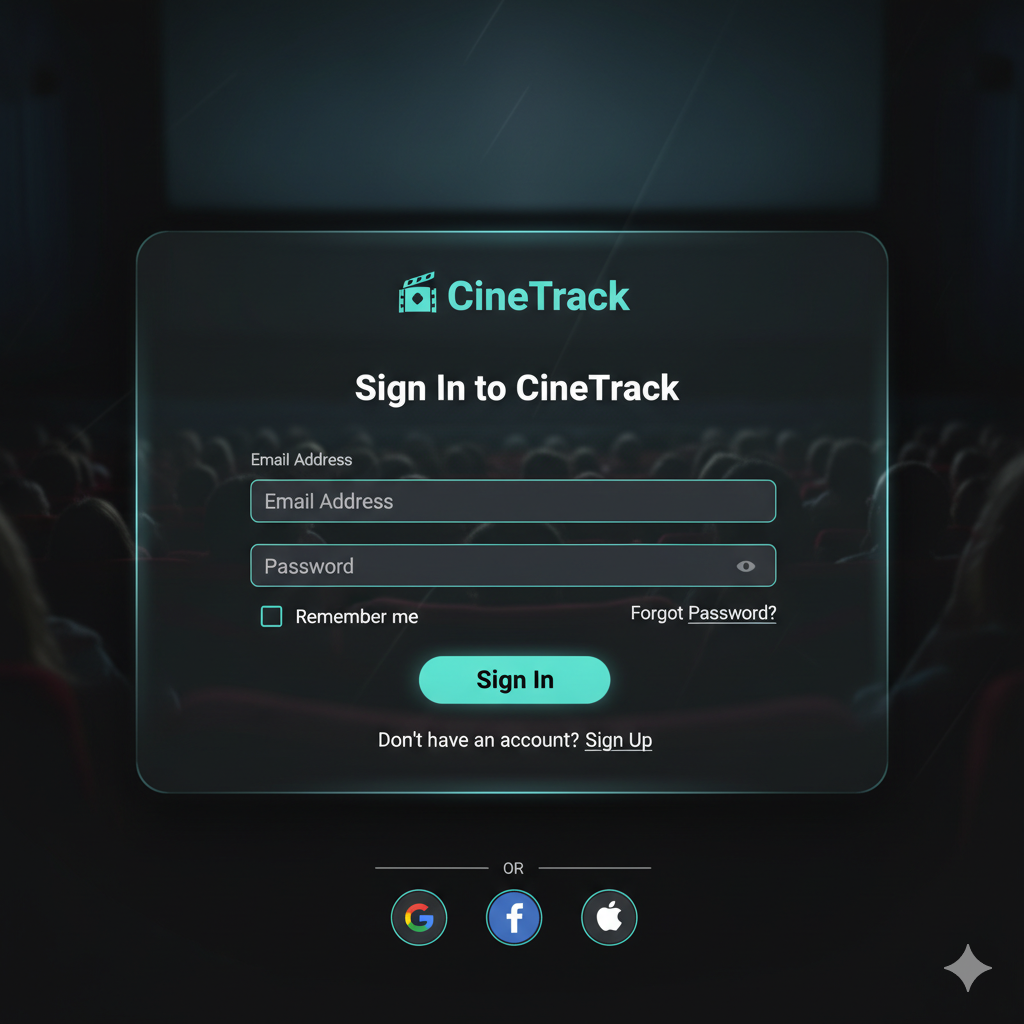 CineTrack
Sign In to CineTrack
Email Address
Email Address
Password
Remember me
Forgot Password?
Sign In
Don't have an account? Sign Up
OR
G
f